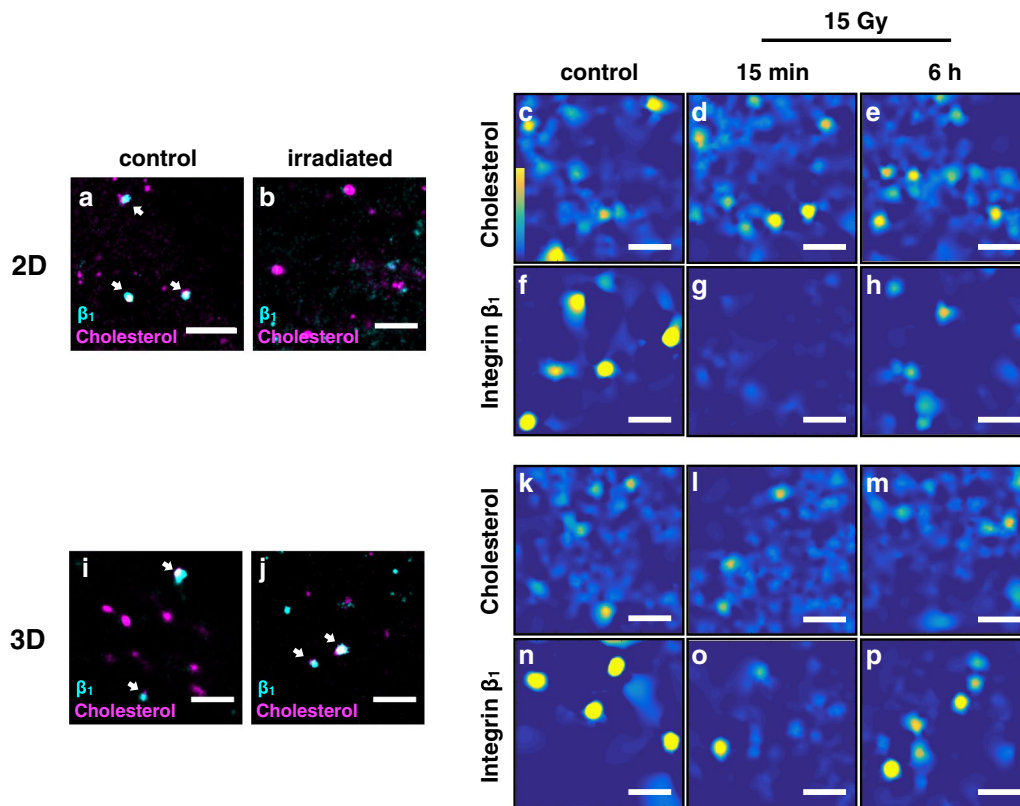 15 Gy
control 15 min 6 h
Cholesterol
c d e
Integrin β1
f g h
control irradiated
2D
a b
β1 β1
Cholesterol Cholesterol
Cholesterol
k l m
Integrin β1
n o p
3D
i j
β1 β1
Cholesterol Cholesterol